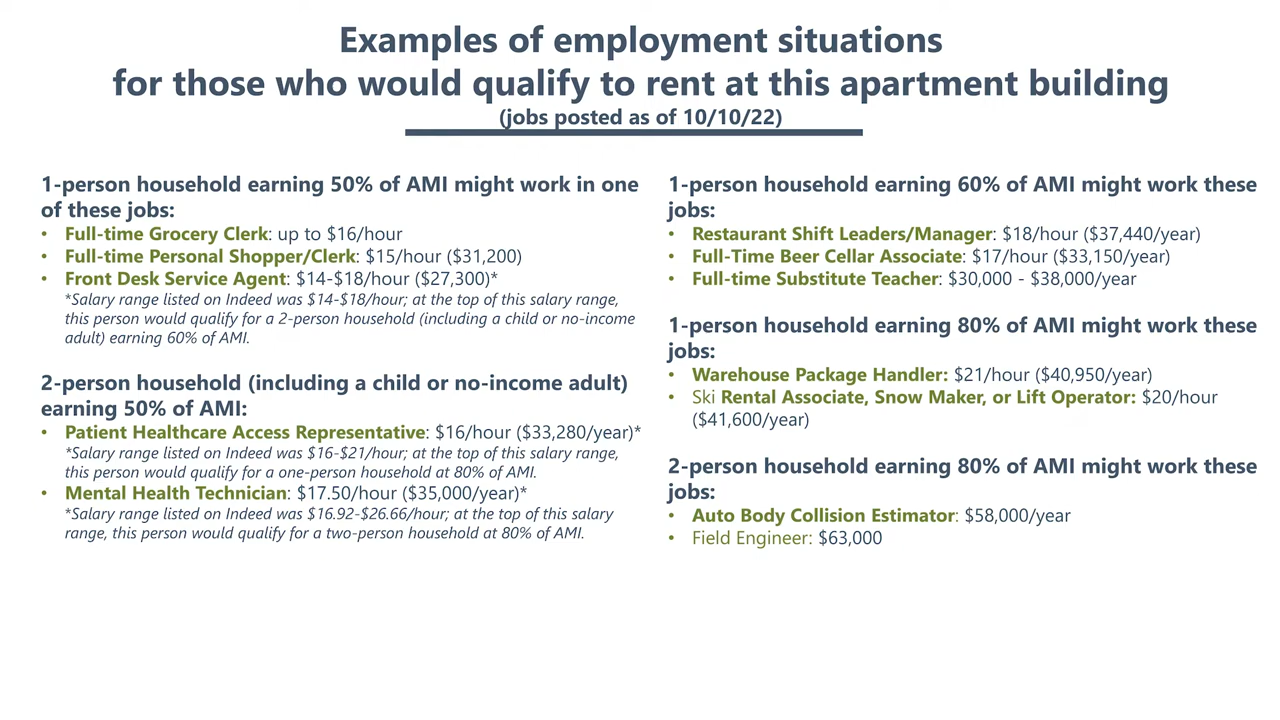 Examples of employment situations
for those who would qualify to rent at this apartment building
(jobs posted as of 10/10/22)
1-person household earning 50% of AMI might work in one
of these jobs:
• Full-time Grocery Clerk: up to $16/hour
• Full-time Personal Shopper/Clerk: $15/hour ($31,200)
• Front Desk Service Agent: $14-$18/hour ($27,300)*
*Salary range listed on Indeed was $14-$18/hour; at the top of this salary range,
this person would qualify for a 2-person household (including a child or no-income
adult) earning 60% of AMI.
2-person household (including a child or no-income adult)
earning 50% of AMI:
• Patient Healthcare Access Representative: $16/hour ($33,280/year)*
*Salary range listed on Indeed was $16-$21/hour; at the top of this salary range,
this person would qualify for a one-person household at 80% of AMI.
• Mental Health Technician: $17.50/hour ($35,000/year)*
*Salary range listed on Indeed was $16.92-$26.66/hour; at the top of this salary
range, this person would qualify for a two-person household at 80% of AMI.
1-person household earning 60% of AMI might work these
jobs:
• Restaurant Shift Leaders/Manager: $18/hour ($37,440/year)
• Full-Time Beer Cellar Associate: $17/hour ($33,150/year)
• Full-time Substitute Teacher: $30,000 - $38,000/year
1-person household earning 80% of AMI might work these
jobs:
• Warehouse Package Handler: $21/hour ($40,950/year)
• Ski Rental Associate, Snow Maker, or Lift Operator: $20/hour
($41,600/year)
2-person household earning 80% of AMI might work these
jobs:
• Auto Body Collision Estimator: $58,000/year
• Field Engineer: $63,000